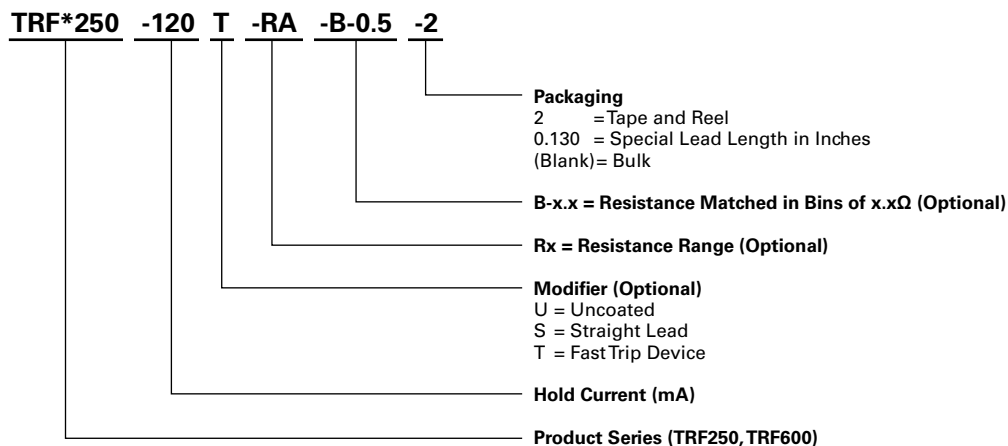 TRF*250 -120 T -RA -B-0.5 -2
Packaging
2 = Tape and Reel
0.130 = Special Lead Length in Inches
(Blank)= Bulk
B-x.x = Resistance Matched in Bins of x.xΩ (Optional)
Rx = Resistance Range (Optional)
Modifier (Optional)
U = Uncoated
S = Straight Lead
T = Fast Trip Device
Hold Current (mA)
Product Series (TRF250, TRF600)